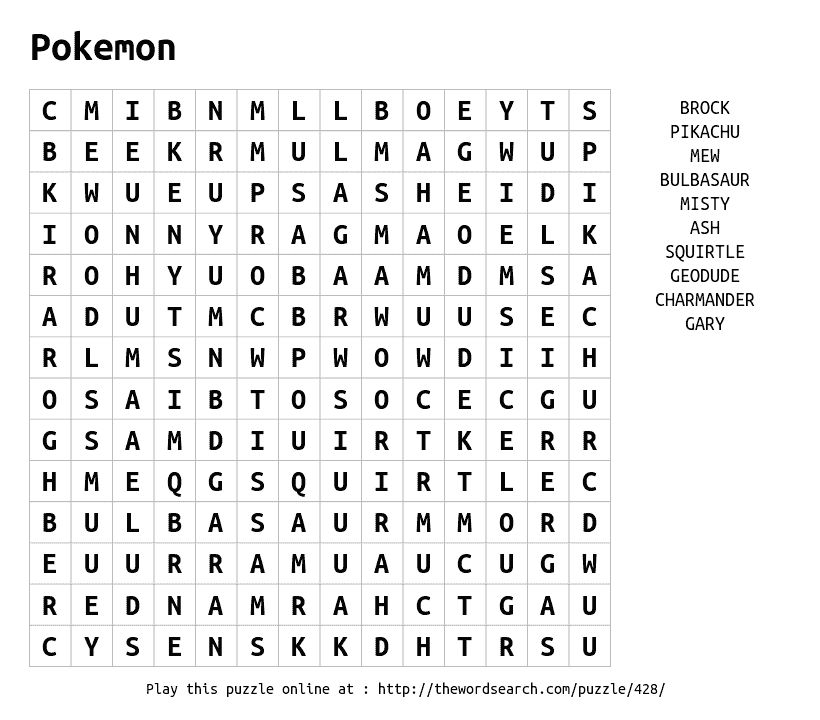 Pokemon
C M I B N M L L B O E Y T S
B E E K R M U L M A G W U P
K W U E U P S A S H E I D I
I O N N Y R A G M A O E L K
R O H Y U O B A A M D M S A
A D U T M C B R W U U S E C
R L M S N W P W O W D I I H
O S A I B T O S O C E C G U
G S A M D I U I R T K E R R
H M E Q G S Q U I R T L E C
B U L B A S A U R M M O R D
E U U R R A M U A U C U G W
R E D N A M R A H C T G A U
C Y S E N S K K D H T R S U
BROCK
PIKACHU
MEW
BULBASAUR
MISTY
ASH
SQUIRTLE
GEODUDE
CHARMANDER
GARY
Play this puzzle online at : http://thewordsearch.com/puzzle/428/